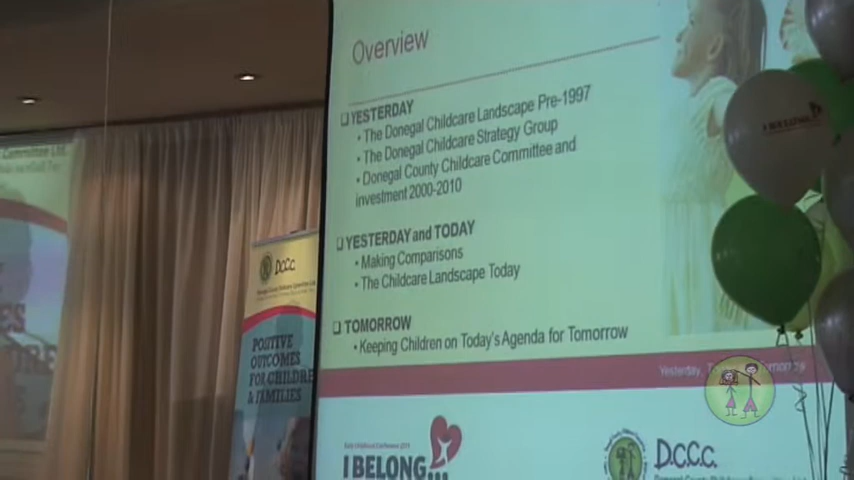 Overview
❑YESTERDAY
• The Donegal Childcare Landscape Pre-1997
• The Donegal Childcare Strategy Group
• Donegal County Childcare Committee and
investment 2000-2010
❑YESTERDAY and TODAY
• Making Comparisons
• The Childcare Landscape Today
❑ TOMORROW
• Keeping Children on Today's Agenda for Tomorrow
Yesterday,
I BELONG...
D.C.C.C.
D.C.C.C.
POSITIVE
OUTCOMES
FOR CHILDREN
& FAMILIES
I BELONG